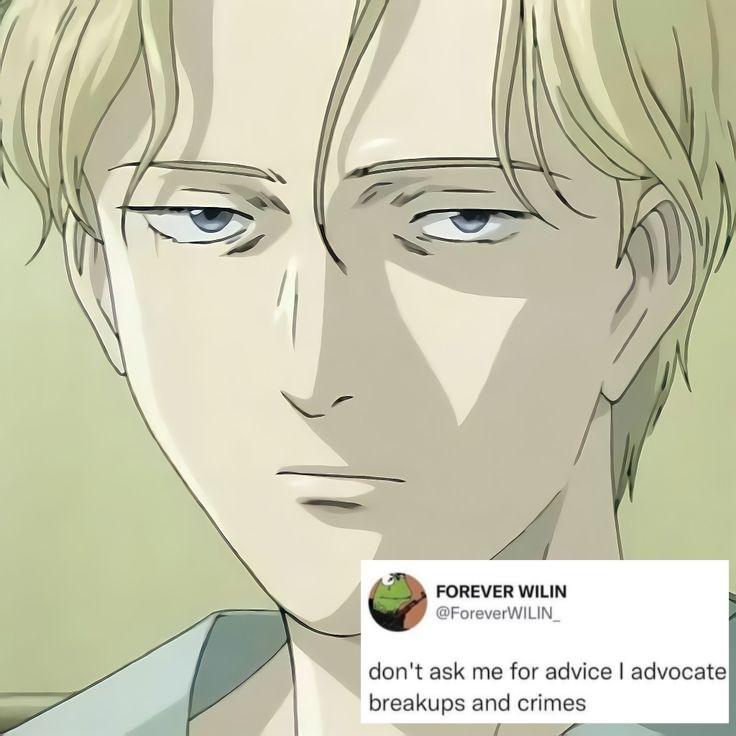 FOREVER WILIN
@ForeverWILIN_
don't ask me for advice I advocate
breakups and crimes